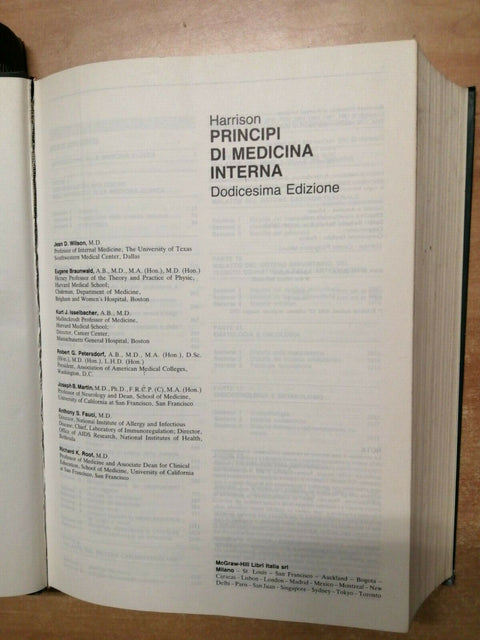 Harrison
PRINCIPI
DI MEDICINA
INTERNA
Dodicesima Edizione
Jean D. Wilson, M.D.
Professor of Internal Medicine, The University of Texas
Southwestern Medical Center, Dallas
Eugene Braunwald, A.B., M.D., M.A. (Hon.), M.D. (Hon.)
Hersey Professor of the Theory and Practice of Physic,
Harvard Medical School;
Chairman, Department of Medicine,
Brigham and Women's Hospital, Boston
Kurt J. Isselbacher, A.B., M.D.
Mallinckrodt Professor of Medicine,
Harvard Medical School;
Director, Cancer Center,
Massachusetts General Hospital, Boston
Robert G. Petersdorf, A.B., M.D., M.A. (Hon.), D.Sc.
(Hon.), M.D. (Hon.), L.H.D. (Hon.)
President, Association of American Medical Colleges,
Washington, D.C.
Joseph B. Martin, M.D., Ph.D., F.R.C.P. (C), M.A. (Hon.)
Professor of Neurology and Dean, School of Medicine,
University of California at San Francisco, San Francisco
Anthony S. Fauci, M.D.
Director, National Institute of Allergy and Infectious
Disease; Chief, Laboratory of Immunoregulation; Director,
Office of AIDS Research, National Institutes of Health,
Bethesda
Richard K. Root, M.D.
Professor of Medicine and Associate Dean for Clinical
Education, School of Medicine, University of California
at San Francisco, San Francisco
McGraw-Hill Libri Italia srl
Milano - St. Louis - San Francisco - Auckland - Bogota -
Caracas - Lisbon - London - Madrid - Mexico - Montreal - New
Delhi - Paris - San Juan - Singapore - Sydney - Tokyo - Toronto